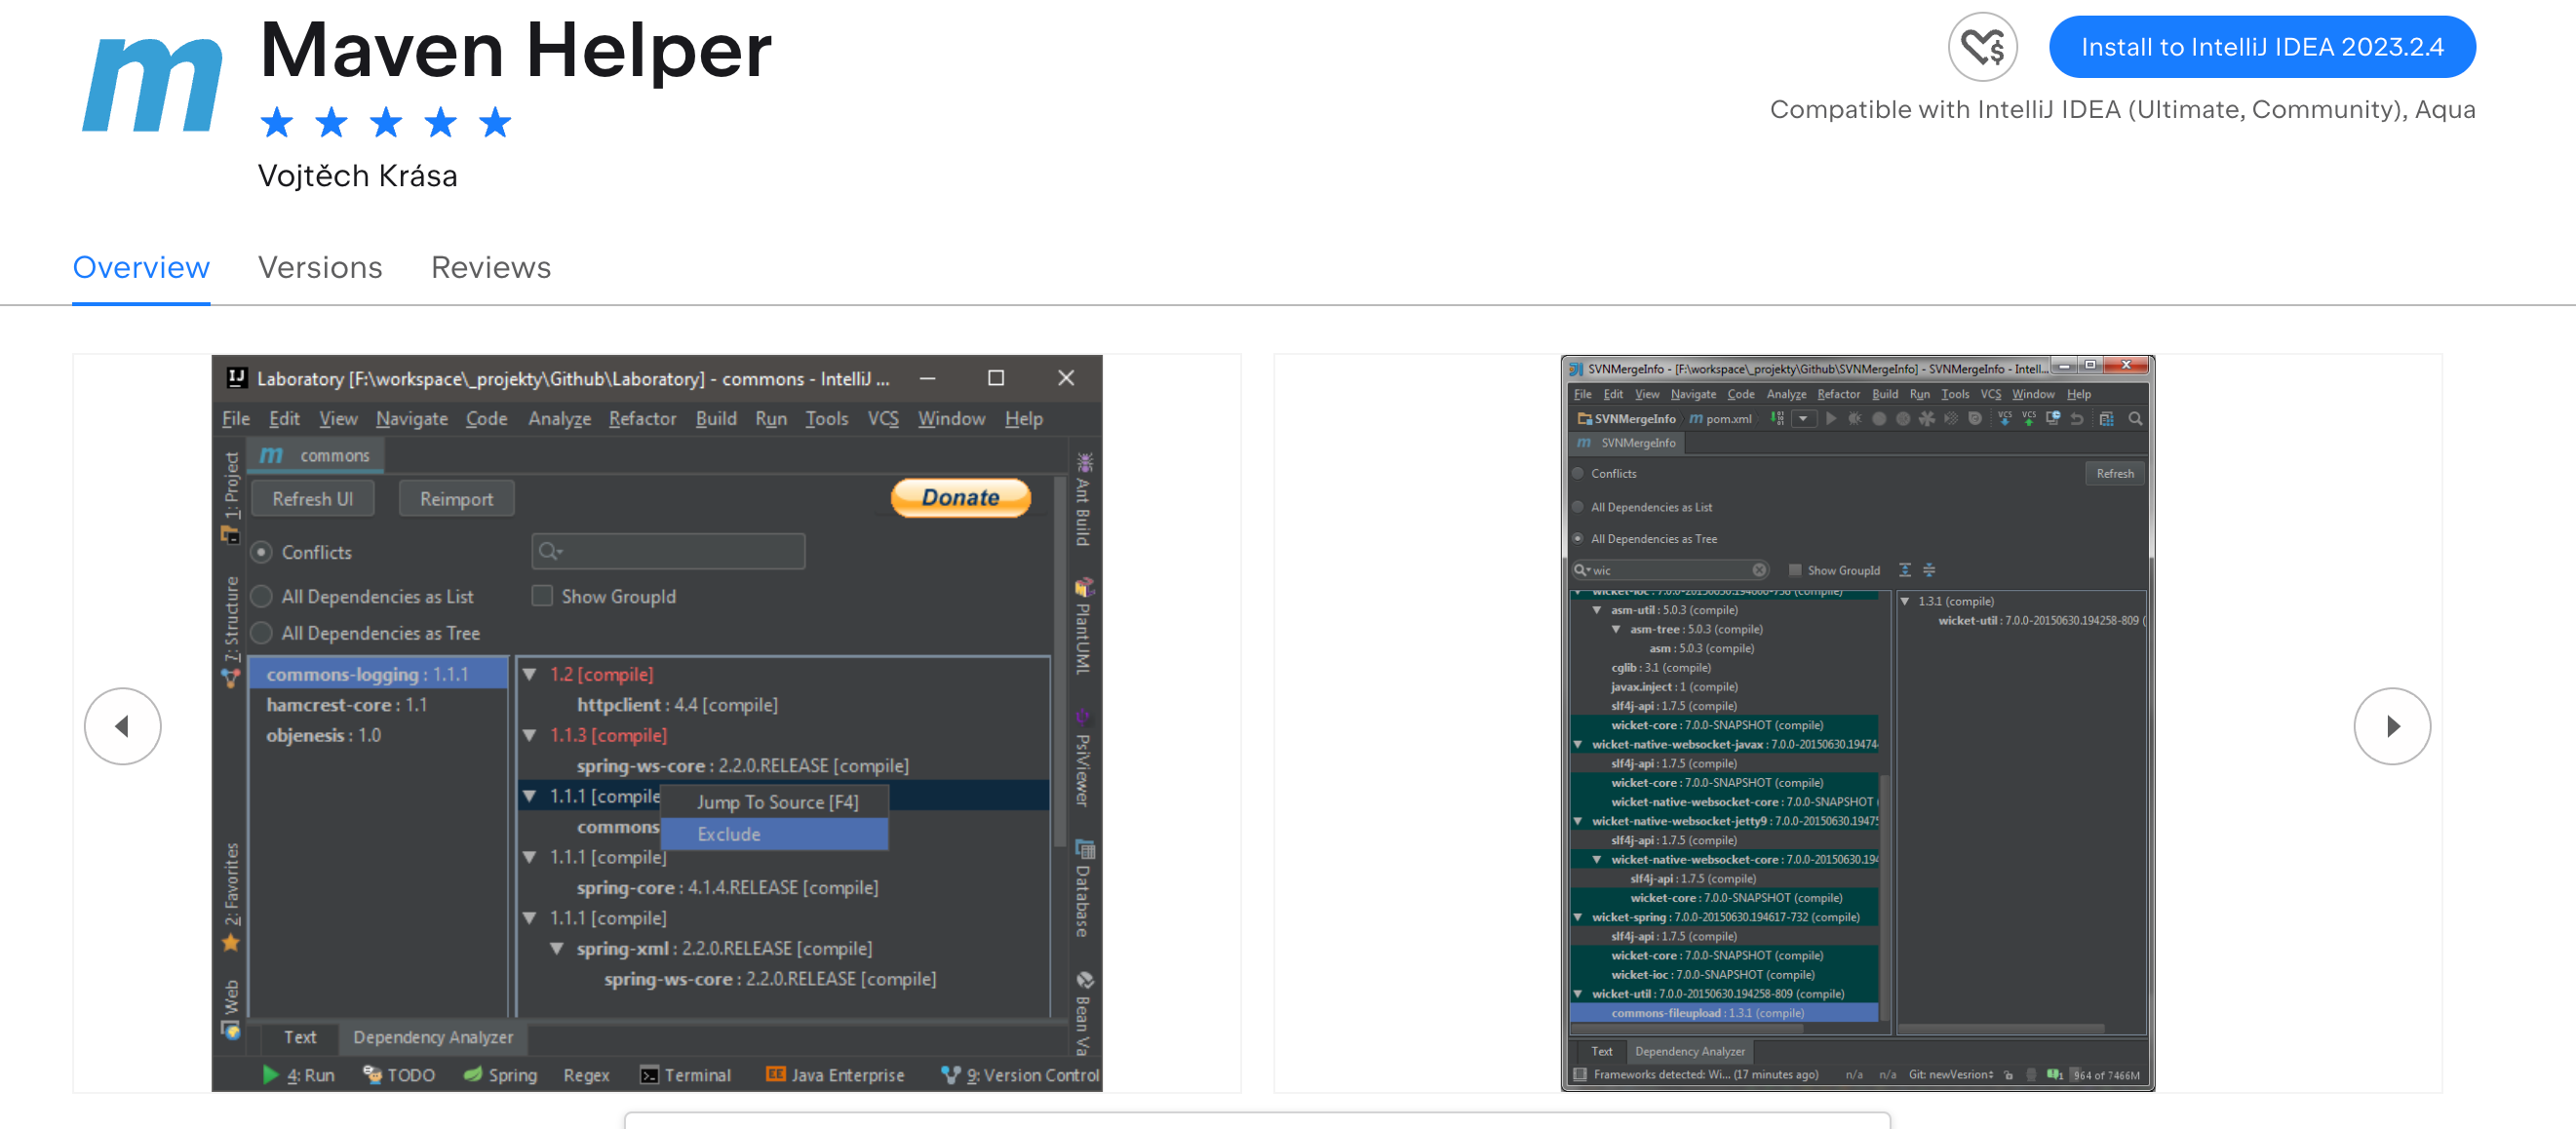 m
Maven Helper
Vojtěch Krása
Install to IntelliJ IDEA 2023.2.4
Compatible with IntelliJ IDEA (Ultimate, Community), Aqua
Overview
Versions
Reviews
IJ Laboratory [F:\workspace\_projekty\Github\Laboratory] - commons - IntelliJ ...
File Edit View Navigate Code Analyze Refactor Build Run Tools VCS Window Help
m commons
Refresh UI
Reimport
Donate
Conflicts
All Dependencies as List
Show GroupId
All Dependencies as Tree
commons-logging : 1.1.1
hamcrest-core : 1.1
objenesis : 1.0
1.2 [compile]
httpclient : 4.4 [compile]
1.1.3 [compile]
spring-ws-core : 2.2.0.RELEASE [compile]
1.1.1 [compile
commons
Jump To Source [F4]
Exclude
1.1.1 [compile]
spring-core : 4.1.4.RELEASE [compile]
1.1.1 [compile]
spring-xml : 2.2.0.RELEASE [compile]
spring-ws-core : 2.2.0.RELEASE [compile]
1: Project
7: Structure
2: Favorites
Web
Ant Build
PlantUML
PsiViewer
Database
Bean Va
Text
Dependency Analyzer
4: Run
TODO
Spring
Regex
Terminal
EE Java Enterprise
9: Version Control
SVNMergeInfo - [F:\workspace\_projekty\Github\SVNMergeInfo] - SVNMergeInfo - Intell...
File Edit View Navigate Code Analyze Refactor Build Run Tools VCS Window Help
SVNMergeInfo
m pom.xml
VCS
VCS
m SVNMergeInfo
Conflicts
Refresh
All Dependencies as List
All Dependencies as Tree
wic
Show GroupId
wicket-ioc : 7.0.0-20150630.194600-738 (compile)
asm-util : 5.0.3 (compile)
asm-tree : 5.0.3 (compile)
asm : 5.0.3 (compile)
cglib : 3.1 (compile)
javax.inject : 1 (compile)
slf4j-api : 1.7.5 (compile)
wicket-core : 7.0.0-SNAPSHOT (compile)
wicket-native-websocket-javax : 7.0.0-20150630.19474
slf4j-api : 1.7.5 (compile)
wicket-core : 7.0.0-SNAPSHOT (compile)
wicket-native-websocket-core : 7.0.0-SNAPSHOT (
wicket-native-websocket-jetty9 : 7.0.0-20150630.1947
slf4j-api : 1.7.5 (compile)
wicket-native-websocket-core : 7.0.0-20150630.194
slf4j-api : 1.7.5 (compile)
wicket-core : 7.0.0-SNAPSHOT (compile)
wicket-spring : 7.0.0-20150630.194617-732 (compile)
slf4j-api : 1.7.5 (compile)
wicket-core : 7.0.0-SNAPSHOT (compile)
wicket-ioc : 7.0.0-SNAPSHOT (compile)
wicket-util : 7.0.0-20150630.194258-809 (compile)
commons-fileupload : 1.3.1 (compile)
1.3.1 (compile)
wicket-util : 7.0.0-20150630.194258-809 (
Text
Dependency Analyzer
Frameworks detected: Wi... (17 minutes ago)
n/a
n/a
Git: newVesrion
1
964 of 7466M